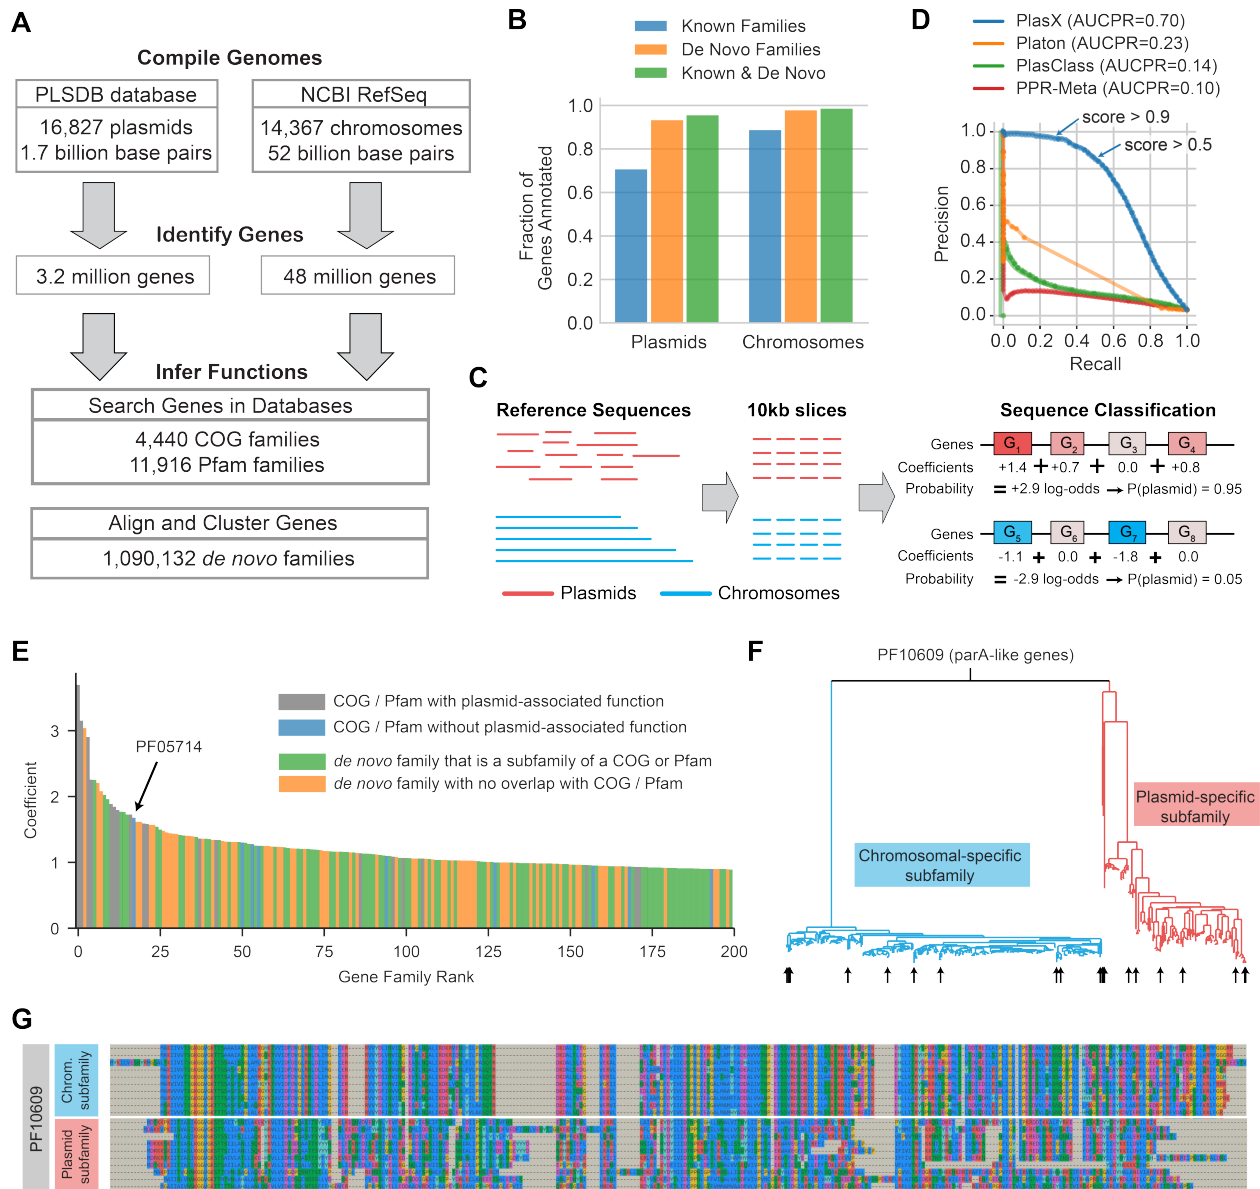 A
Compile Genomes
PLSDB database
16,827 plasmids
1.7 billion base pairs
NCBI RefSeq
14,367 chromosomes
52 billion base pairs
Identify Genes
3.2 million genes
48 million genes
Infer Functions
Search Genes in Databases
4,440 COG families
11,916 Pfam families
Align and Cluster Genes
1,090,132 de novo families
B
Known Families
De Novo Families
Known & De Novo
Fraction of
Genes Annotated
1.0
0.8
0.6
0.4
0.2
0.0
Plasmids
Chromosomes
C
Reference Sequences
10kb slices
Sequence Classification
Genes
G1
G2
G3
G4
Coefficients
+1.4 + +0.7 + 0.0 + +0.8
Probability
= +2.9 log-odds → P(plasmid) = 0.95
Genes
G5
G6
G7
G8
Coefficients
-1.1 + 0.0 + -1.8 + 0.0
Probability
= -2.9 log-odds → P(plasmid) = 0.05
Plasmids
Chromosomes
D
PlasX (AUCPR=0.70)
Platon (AUCPR=0.23)
PlasClass (AUCPR=0.14)
PPR-Meta (AUCPR=0.10)
score > 0.9
score > 0.5
Precision
1.0
0.8
0.6
0.4
0.2
0.0
0.0 0.2 0.4 0.6 0.8 1.0
Recall
E
COG / Pfam with plasmid-associated function
COG / Pfam without plasmid-associated function
de novo family that is a subfamily of a COG or Pfam
de novo family with no overlap with COG / Pfam
PF05714
Coefficient
3
2
1
0
0 25 50 75 100 125 150 175 200
Gene Family Rank
F
PF10609 (parA-like genes)
Plasmid-specific
subfamily
Chromosomal-specific
subfamily
G
PF10609
Chrom.
subfamily
Plasmid
subfamily